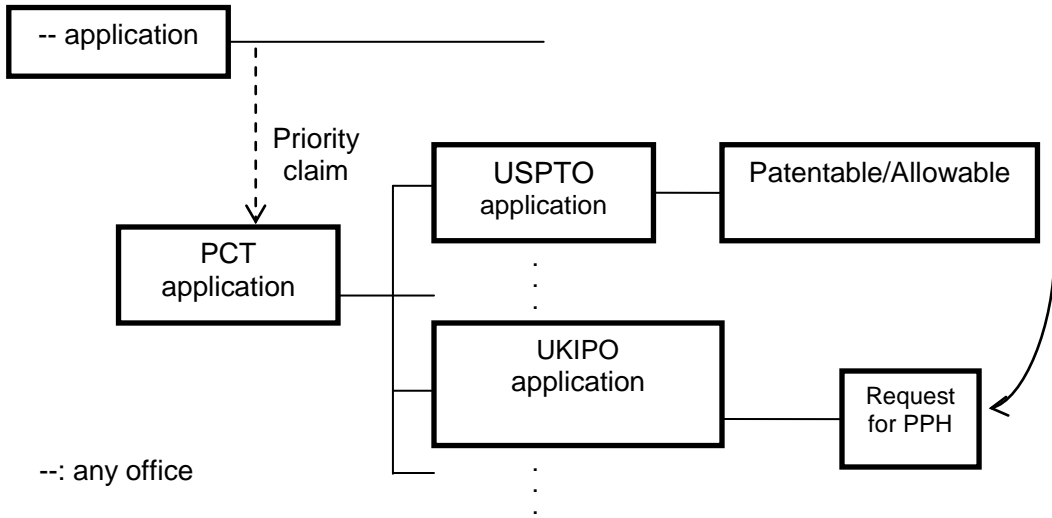 -- application
Priority
claim
USPTO
application
Patentable/Allowable
PCT
application
.
.
.
UKIPO
application
Request
for PPH
--: any office
.
.
.